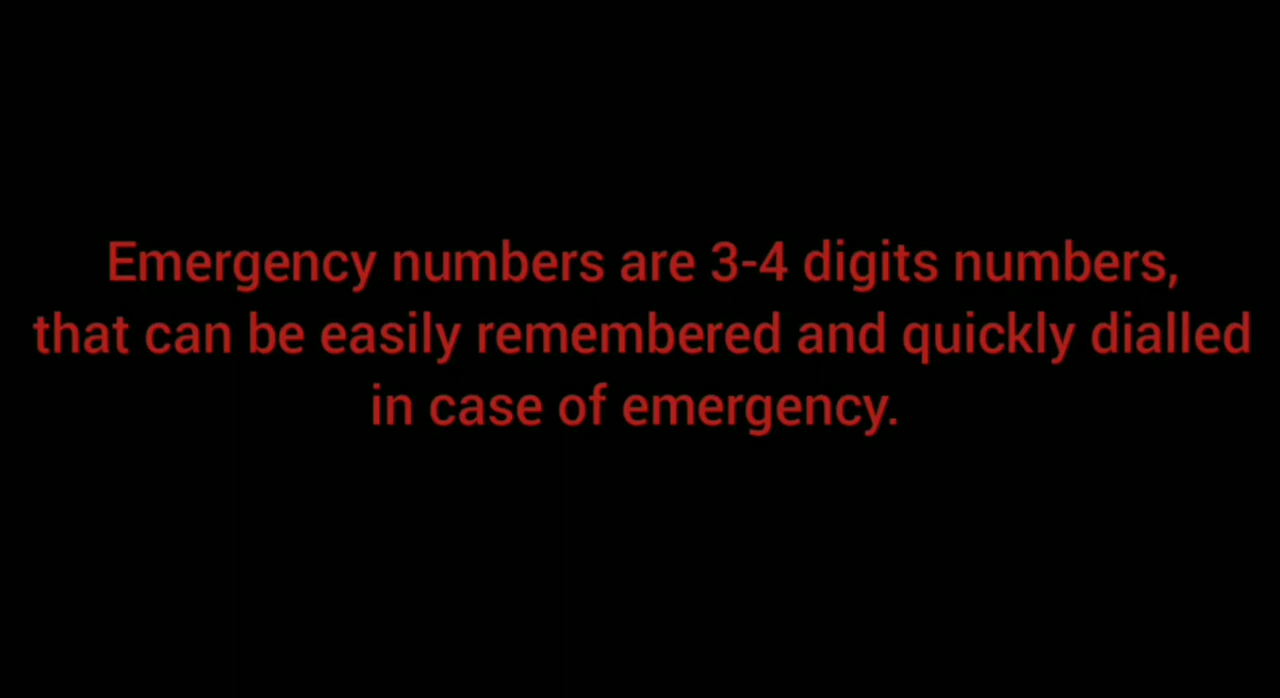 Emergency numbers are 3-4 digits numbers,
that can be easily remembered and quickly dialled
in case of emergency.